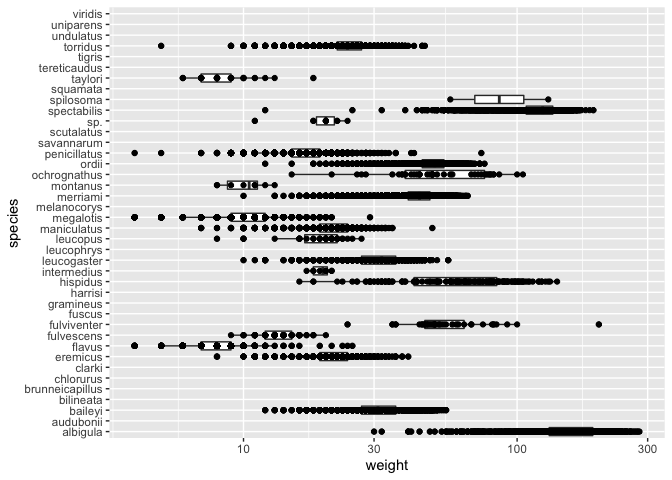 species
viridis
uniparens
undulatus
torridus
tigris
tereticaudus
taylori
squamata
spilosoma
spectabilis
sp.
scutalatus
savannarum
penicillatus
ordii
ochrognathus
montanus
merriami
melanocorys
megalotis
maniculatus
leucopus
leucophrys
leucogaster
intermedius
hispidus
harrisi
gramineus
fuscus
fulviventer
fulvescens
flavus
eremicus
clarki
chlorurus
brunneicapillus
bilineata
baileyi
audubonii
albigula
10 30 100 300
weight